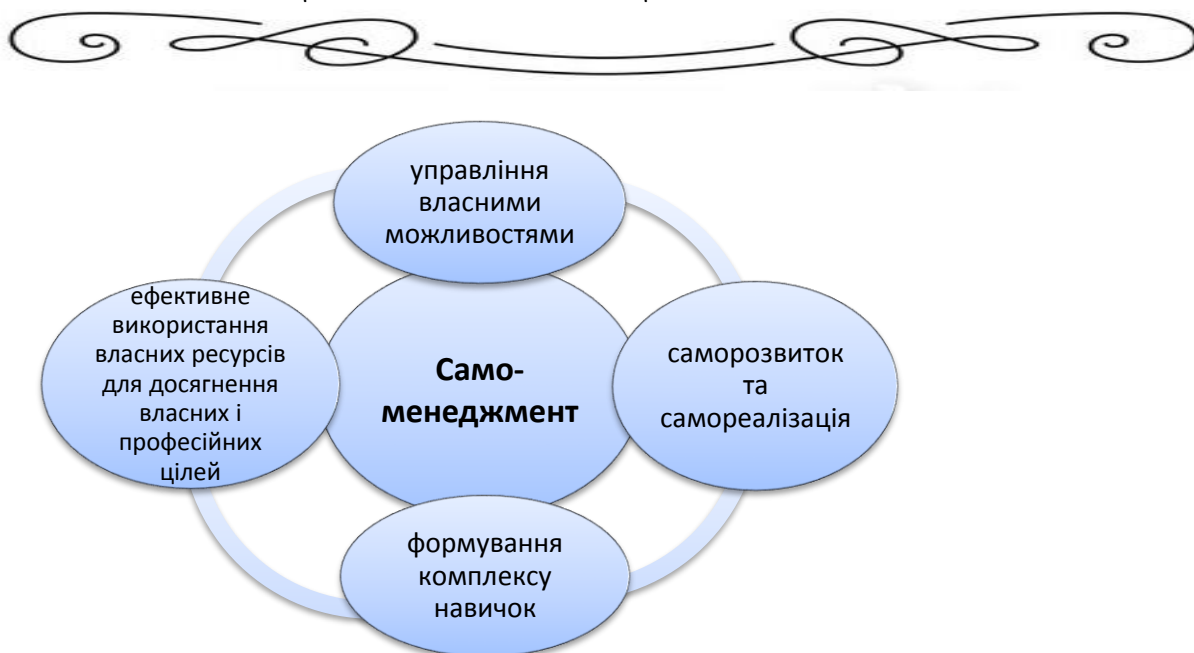 управління
власними
можливостями
ефективне
використання
власних ресурсів
для досягнення
власних і
професійних
цілей
Само-
менеджмент
саморозвиток
та
самореалізація
формування
комплексу
навичок